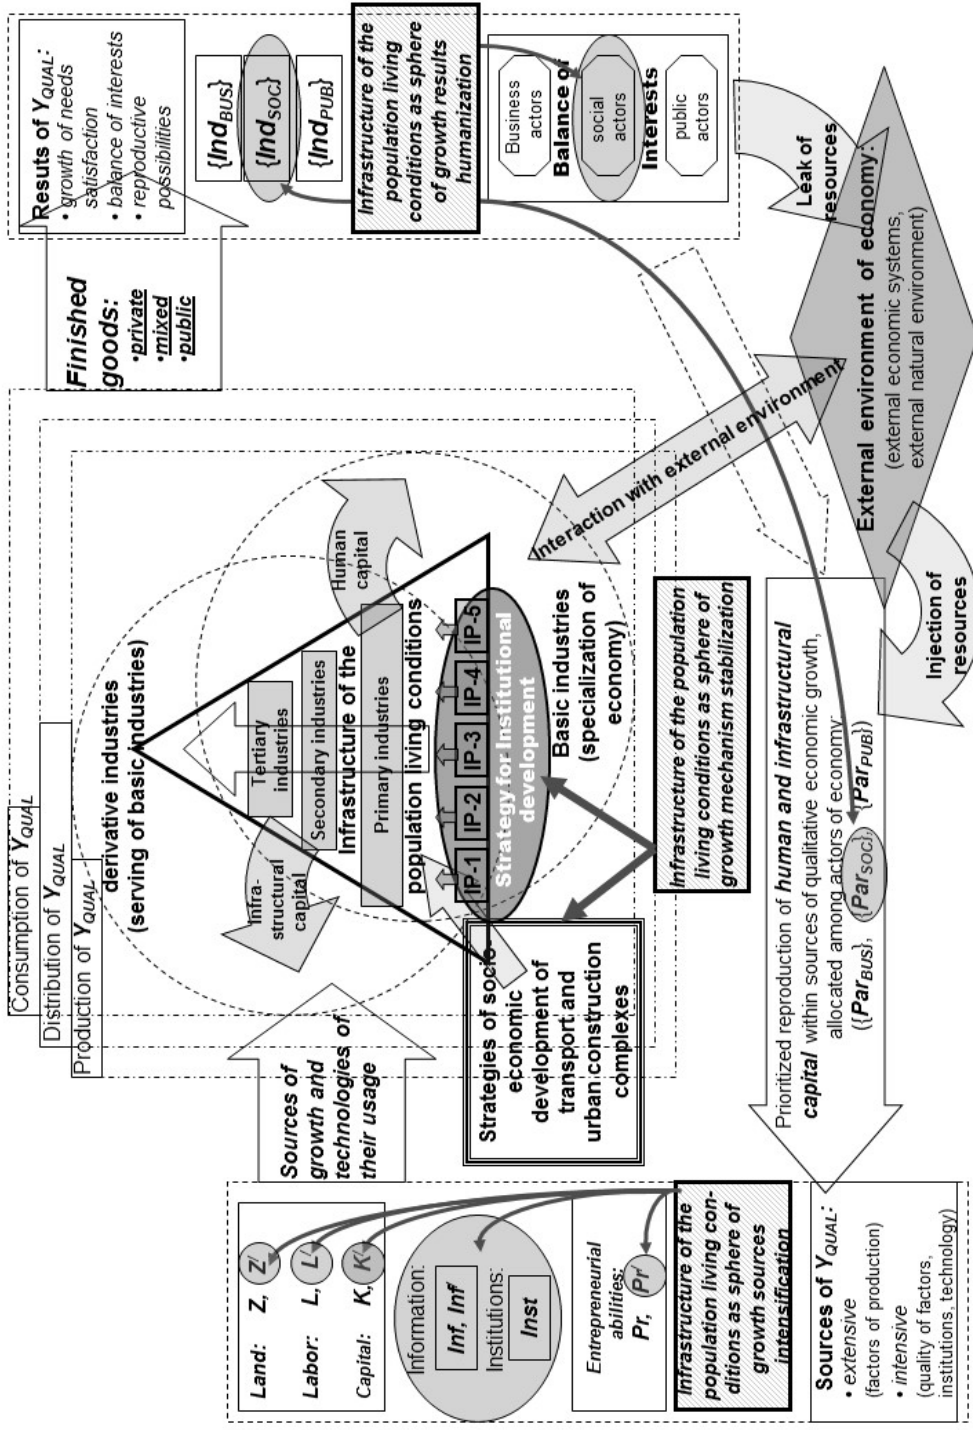 Consumption of Y_QUAL
Distribution of Y_QUAL
Production of Y_QUAL
Land: Z, Z^I
Labor: L, L^I
Capital: K, K^I
Information:
Inf, Inf^I
Institutions:
Inst
Entrepreneurial
abilities:
Pr, Pr^I
Infrastructure of the
population living con-
ditions as sphere of
growth sources
intensification
Sources of Y_QUAL:
• extensive
(factors of production)
• intensive
(quality of factors,
institutions, technology)
Sources of
growth and
technologies of
their usage
Strategies of socio-
economic
development of
transport and
urban construction
complexes
derivative industries
(serving of basic industries)
Infra-
structural
capital
Human
capital
Tertiary
industries
Secondary industries
Infrastructure of the
Primary industries
population living conditions
IP-1
IP-2
IP-3
IP-4
IP-5
Strategy for Institutional
development
Basic industries
(specialization of
economy)
Infrastructure of the population
living conditions as sphere of
growth mechanism stabilization
Prioritized reproduction of human and infrastructural
capital within sources of qualitative economic growth,
allocated among actors of economy:
({Par_BUS}, {Par_SOC}, {Par_PUB})
Finished
goods:
•private
•mixed
•public
Resuts of Y_QUAL:
• growth of needs
satisfaction
• balance of interests
• reproductive
possibilities
{Ind_BUS}
{Ind_SOC}
{Ind_PUB}
Infrastructure of the
population living
conditions as sphere
of growth results
humanization
Business
actors
Balance of
social
actors
Interests
public
actors
Interaction with external environment
Leak of
resources
External environment of economy:
(external economic systems,
external natural environment)
Injection of
resources